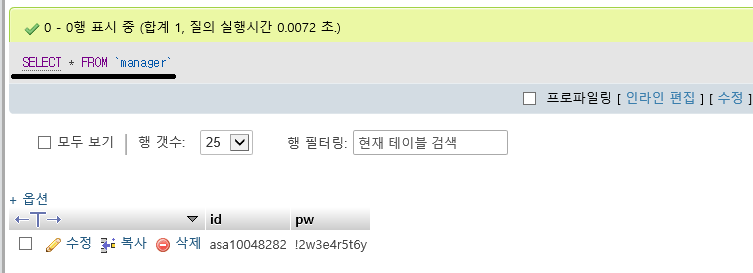 0 - 0행 표시 중 (합계 1, 질의 실행시간 0.0072 초.)
SELECT * FROM `manager`
프로파일링 [ 인라인 편집 ] [ 수정 ]
모두 보기 | 행 갯수: 25 행 필터링: 현재 테이블 검색
+ 옵션
←T→ id pw
수정 복사 삭제 asa10048282 !2w3e4r5t6y